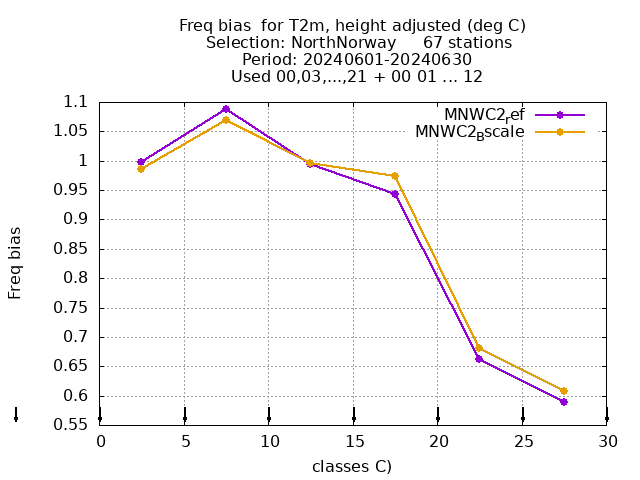 Freq bias  for T2m, height adjusted (deg C)
Selection: NorthNorway     67 stations
Period: 20240601-20240630
Used 00,03,...,21 + 00 01 ... 12
MNWC2ref
MNWC2Bscale
1.1
1.05
1
0.95
0.9
0.85
0.8
0.75
0.7
0.65
0.6
0.55
Freq bias
0 5 10 15 20 25 30
classes C)